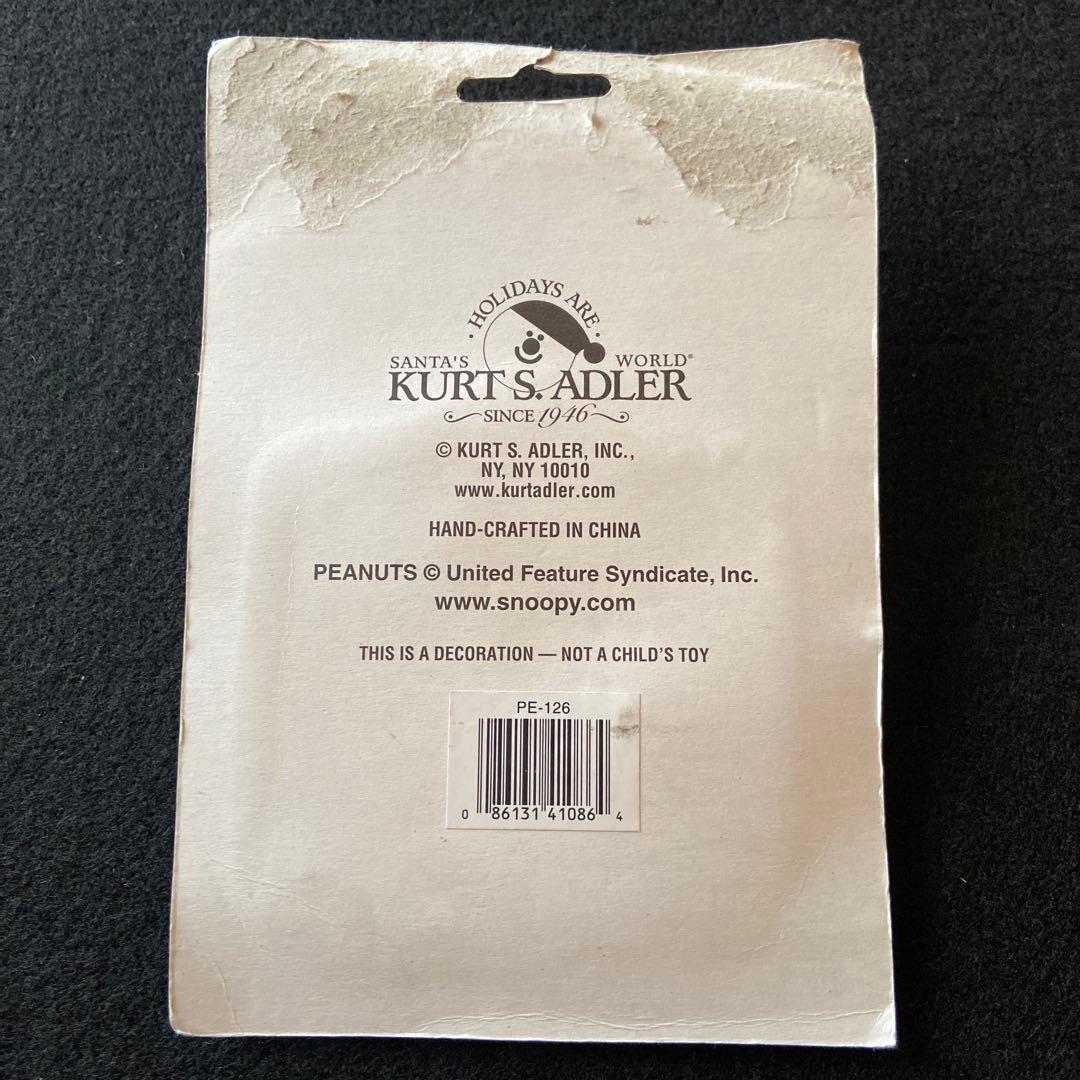 · HOLIDAYS ARE ·
SANTA'S WORLD®
KURT S. ADLER
SINCE 1946
© KURT S. ADLER, INC.,
NY, NY 10010
www.kurtadler.com
HAND-CRAFTED IN CHINA
PEANUTS © United Feature Syndicate, Inc.
www.snoopy.com
THIS IS A DECORATION — NOT A CHILD'S TOY
PE-126
0 86131 41086 4